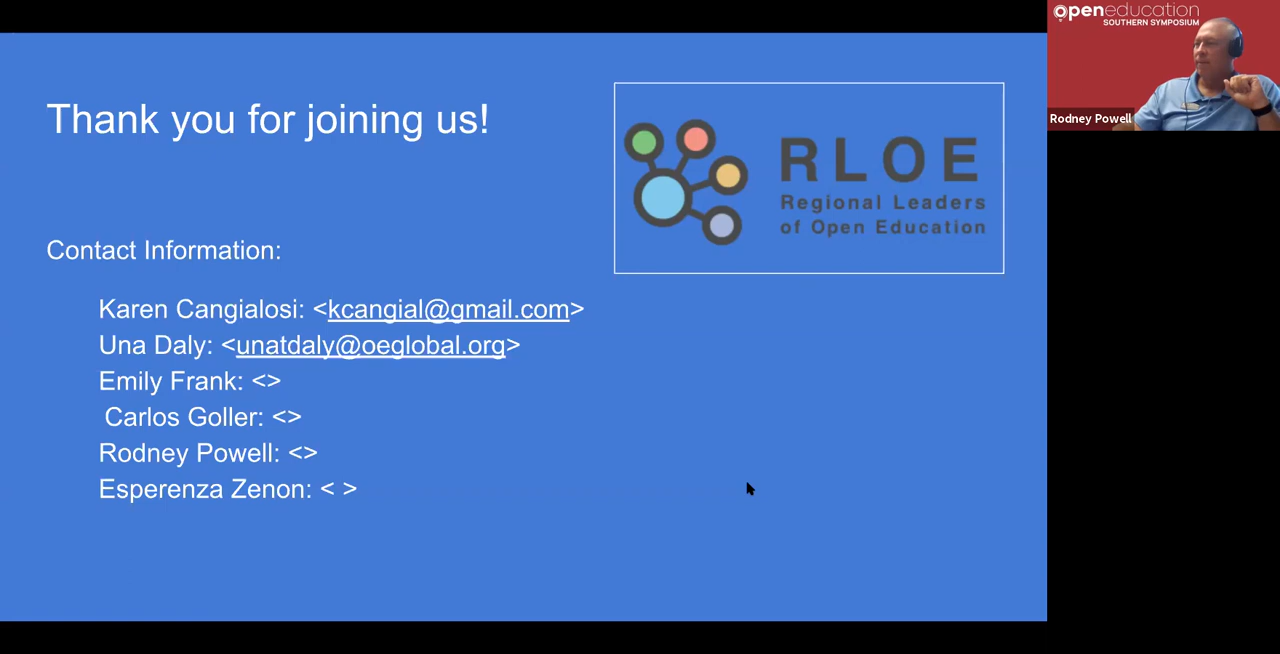 openeducation
SOUTHERN SYMPOSIUM
Rodney Powell
Thank you for joining us!
RLOE
Regional Leaders
of Open Education
Contact Information:
Karen Cangialosi: <kcangial@gmail.com>
Una Daly: <unatdaly@oeglobal.org>
Emily Frank: <>
Carlos Goller: <>
Rodney Powell: <>
Esperenza Zenon: < >